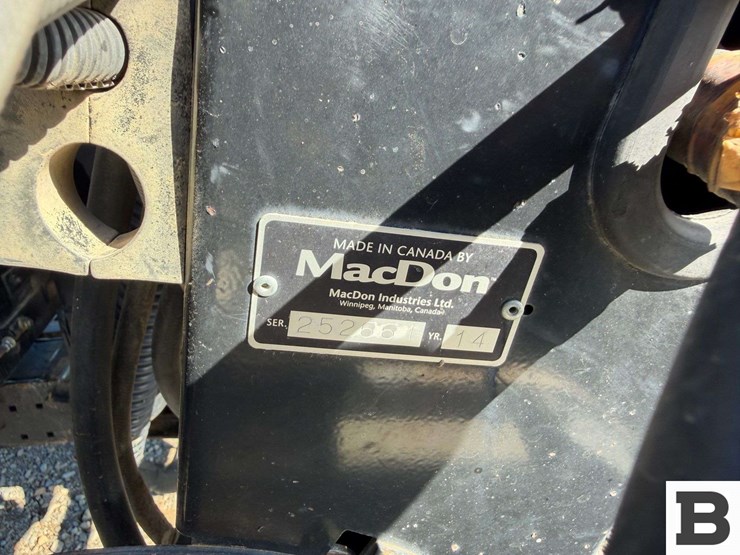 MADE IN CANADA BY
MacDon
MacDon Industries Ltd.
Winnipeg, Manitoba, Canada
SER.
YR. 14
B